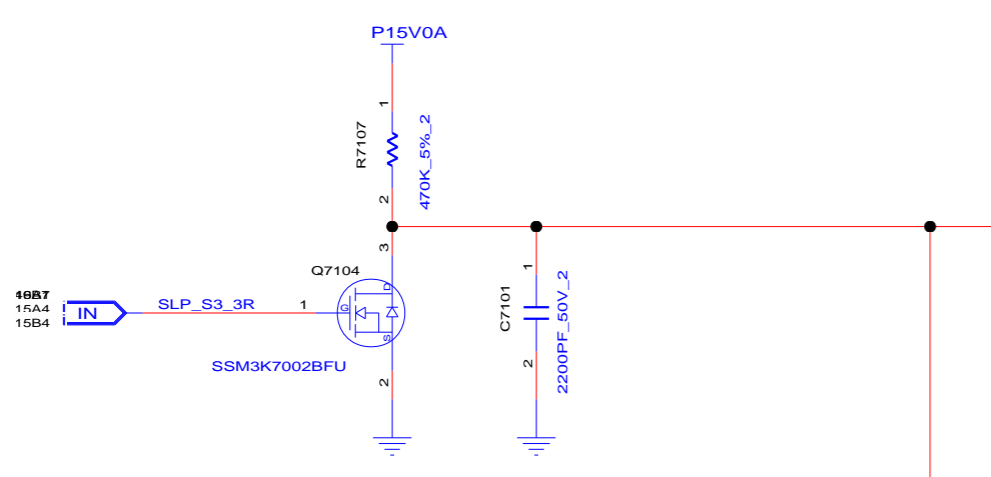 P15V0A
1
R7107
470K_5%_2
2
3
Q7104
D
G
S
SLP_S3_3R
1
IN
15A4
15B4
SSM3K7002BFU
2
1
C7101
2200PF_50V_2
2